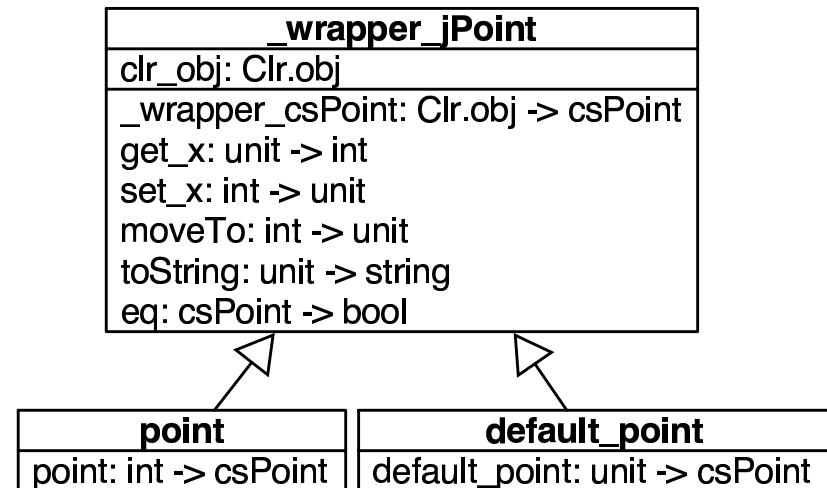 _wrapper_jPoint
clr_obj: Clr.obj
_wrapper_csPoint: Clr.obj -> csPoint
get_x: unit -> int
set_x: int -> unit
moveTo: int -> unit
toString: unit -> string
eq: csPoint -> bool
point
point: int -> csPoint
default_point
default_point: unit -> csPoint